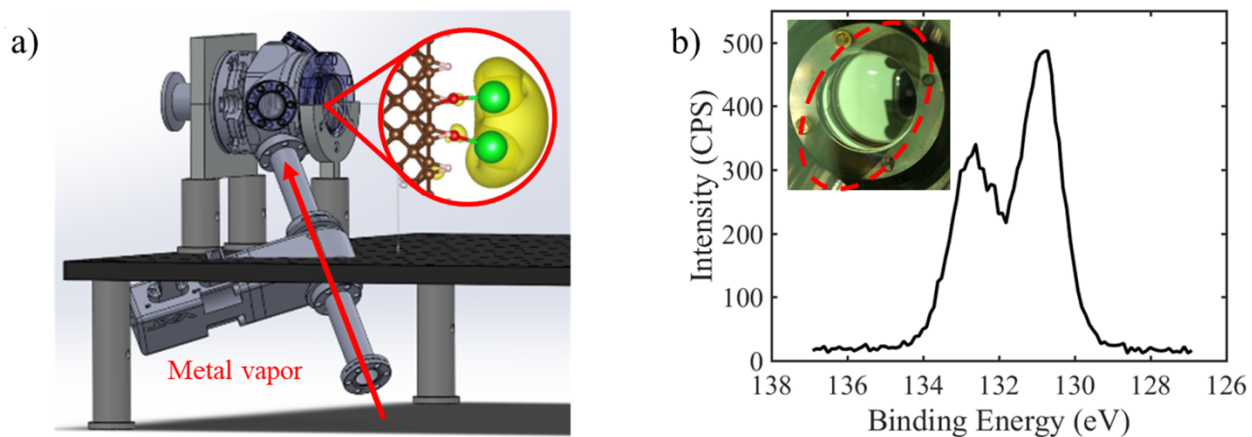 a)
Metal vapor
b)
Intensity (CPS)
500
400
300
200
100
0
138
136
134
132
130
128
126
Binding Energy (eV)